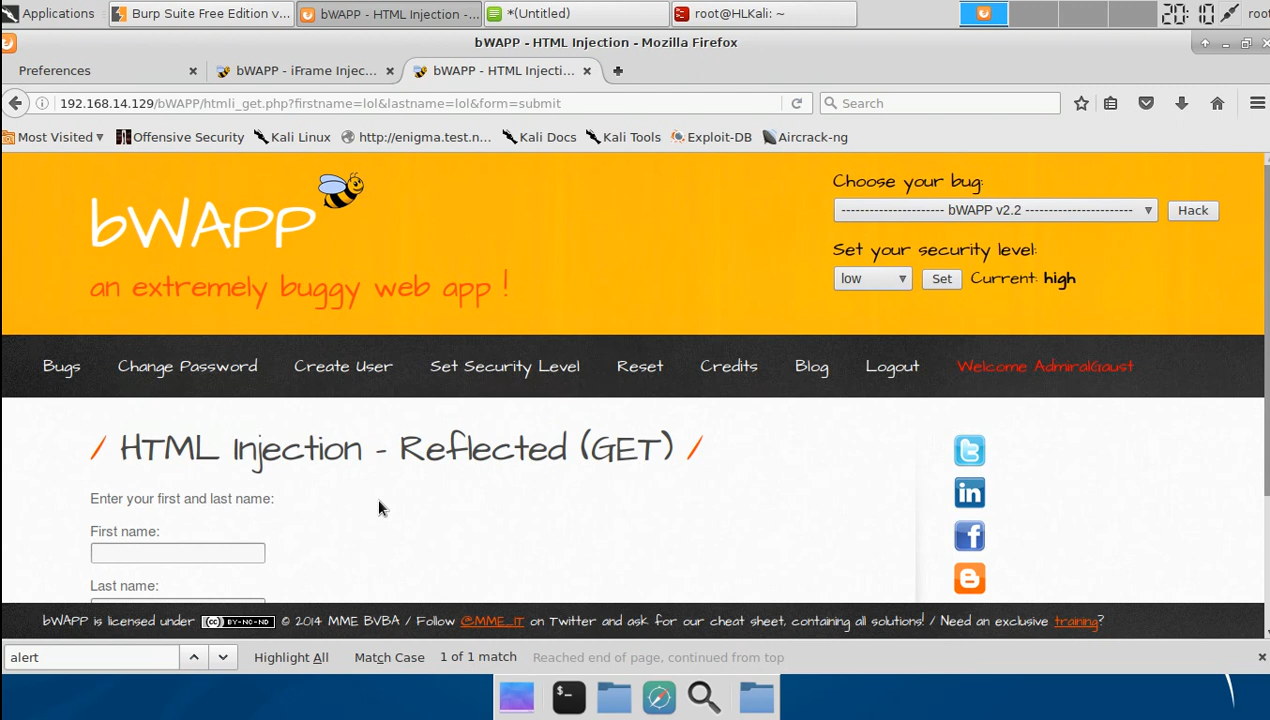 Applications Burp Suite Free Edition v... bWAPP - HTML Injection -... *(Untitled) root@HLKali: ~ 20:10 root
bWAPP - HTML Injection - Mozilla Firefox
Preferences bWAPP - iFrame Injec... bWAPP - HTML Injecti...
192.168.14.129/bWAPP/htmli_get.php?firstname=lol&lastname=lol&form=submit Search
Most Visited Offensive Security Kali Linux http://enigma.test.n... Kali Docs Kali Tools Exploit-DB Aircrack-ng
Choose your bug:
bWAPP
---------------------- bWAPP v2.2 ----------------------- Hack
Set your security level:
an extremely buggy web app !
low Set Current: high
Bugs Change Password Create User Set Security Level Reset Credits Blog Logout Welcome AdmiralGaust
/ HTML Injection - Reflected (GET) /
Enter your first and last name:
First name:
Last name:
bWAPP is licensed under (cc) BY-NC-ND © 2014 MME BVBA / Follow @MME_IT on Twitter and ask for our cheat sheet, containing all solutions! / Need an exclusive training?
alert Highlight All Match Case 1 of 1 match Reached end of page, continued from top